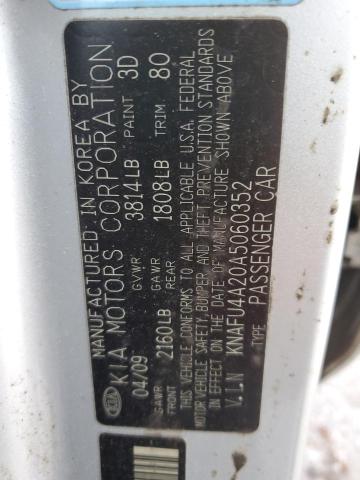 MANUFACTURED IN KOREA BY
KIA MOTORS CORPORATION
04/09 GVWR 3814LB PAINT 3D
GAWR FRONT 2160LB GAWR REAR 1808LB TRIM 80
THIS VEHICLE CONFORMS TO ALL APPLICABLE U.S.A. FEDERAL
MOTOR VEHICLE SAFETY, BUMPER AND THEFT PREVENTION STANDARDS
IN EFFECT ON THE DATE OF MANUFACTURE SHOWN ABOVE
V.I.N KNAFU4A20A5060352
TYPE PASSENGER CAR
KIA